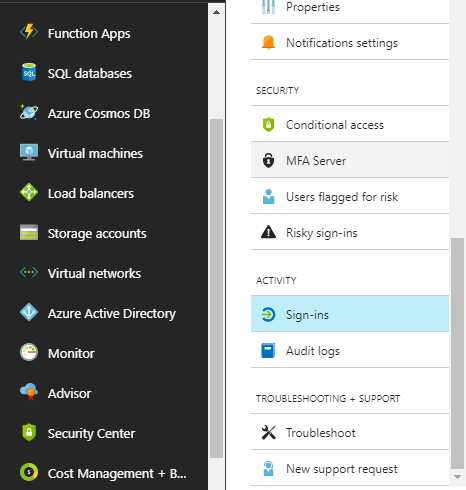 Function Apps
SQL databases
Azure Cosmos DB
Virtual machines
Load balancers
Storage accounts
Virtual networks
Azure Active Directory
Monitor
Advisor
Security Center
Cost Management + B...
Properties
Notifications settings
SECURITY
Conditional access
MFA Server
Users flagged for risk
Risky sign-ins
ACTIVITY
Sign-ins
Audit logs
TROUBLESHOOTING + SUPPORT
Troubleshoot
New support request